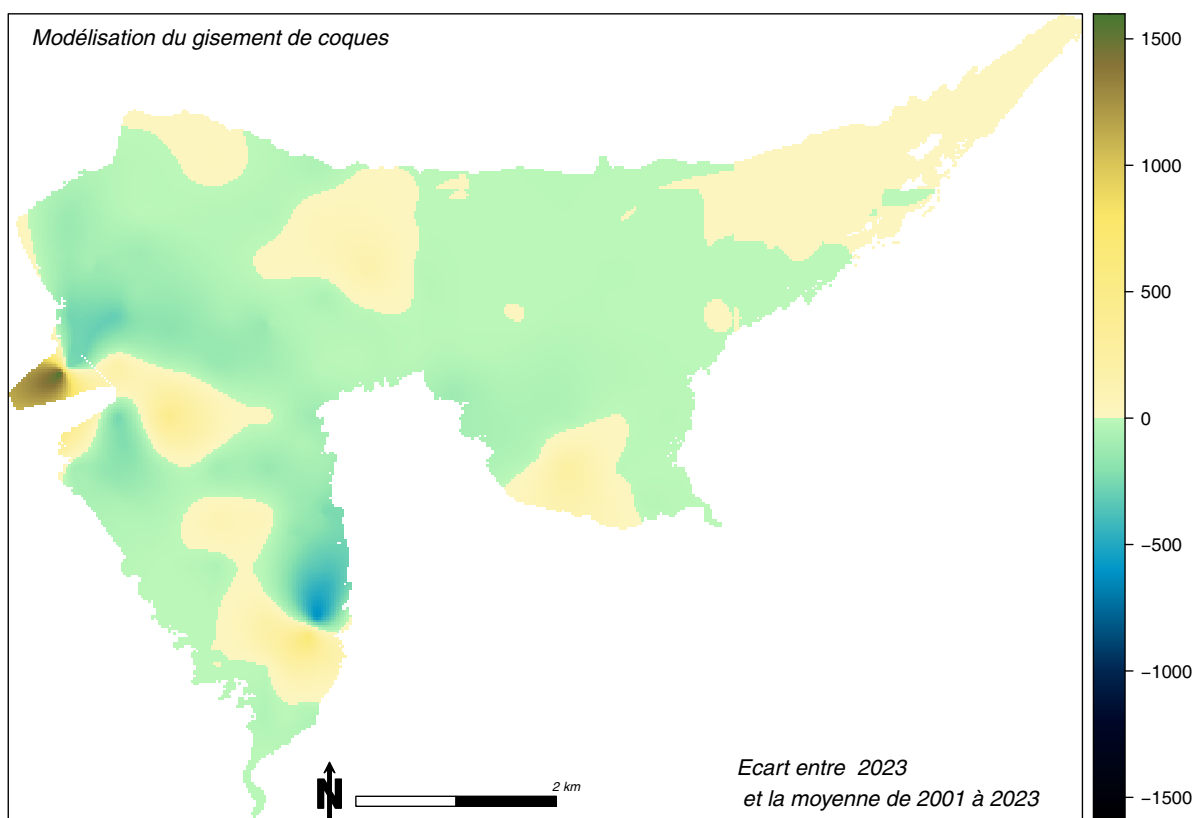 Modélisation du gisement de coques
1500
1000
500
0
−500
−1000
−1500
Ecart entre 2023
et la moyenne de 2001 à 2023
N
2 km